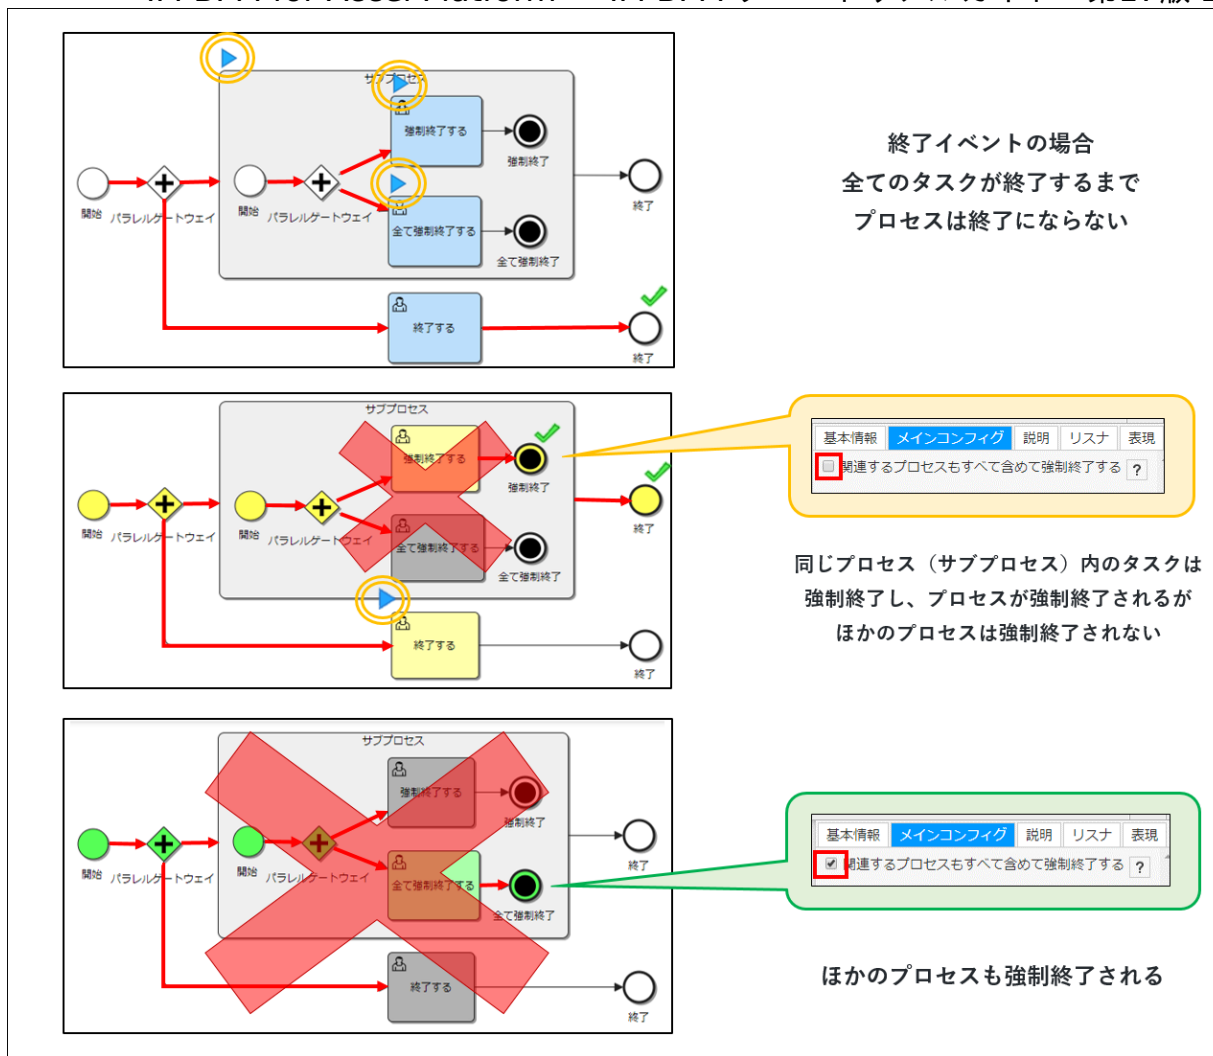 サブプロセス
強制終了する
強制終了
開始
パラレルゲートウェイ
開始
パラレルゲートウェイ
全て強制終了する
全て強制終了
終了
終了する
終了
終了イベントの場合
全てのタスクが終了するまで
プロセスは終了にならない
サブプロセス
強制終了する
強制終了
開始
パラレルゲートウェイ
開始
パラレルゲートウェイ
全て強制終了する
全て強制終了
終了
終了する
終了
基本情報 メインコンフィグ 説明 リスナ 表現
関連するプロセスもすべて含めて強制終了する ?
同じプロセス（サブプロセス）内のタスクは
強制終了し、プロセスが強制終了されるが
ほかのプロセスは強制終了されない
サブプロセス
強制終了する
強制終了
開始
パラレルゲートウェイ
開始
パラレルゲートウェイ
全て強制終了する
全て強制終了
終了
終了する
終了
基本情報 メインコンフィグ 説明 リスナ 表現
関連するプロセスもすべて含めて強制終了する ?
ほかのプロセスも強制終了される